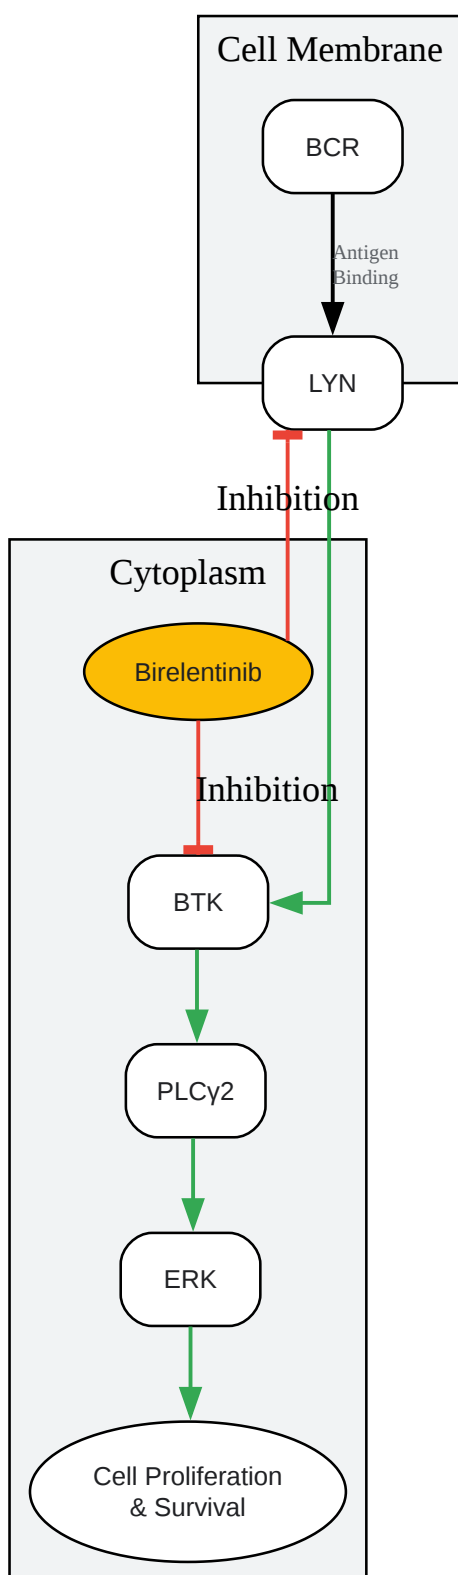 Cell Membrane
BCR
Antigen
Binding
LYN
Inhibition
Cytoplasm
Birelentinib
Inhibition
BTK
PLCγ2
ERK
Cell Proliferation
& Survival